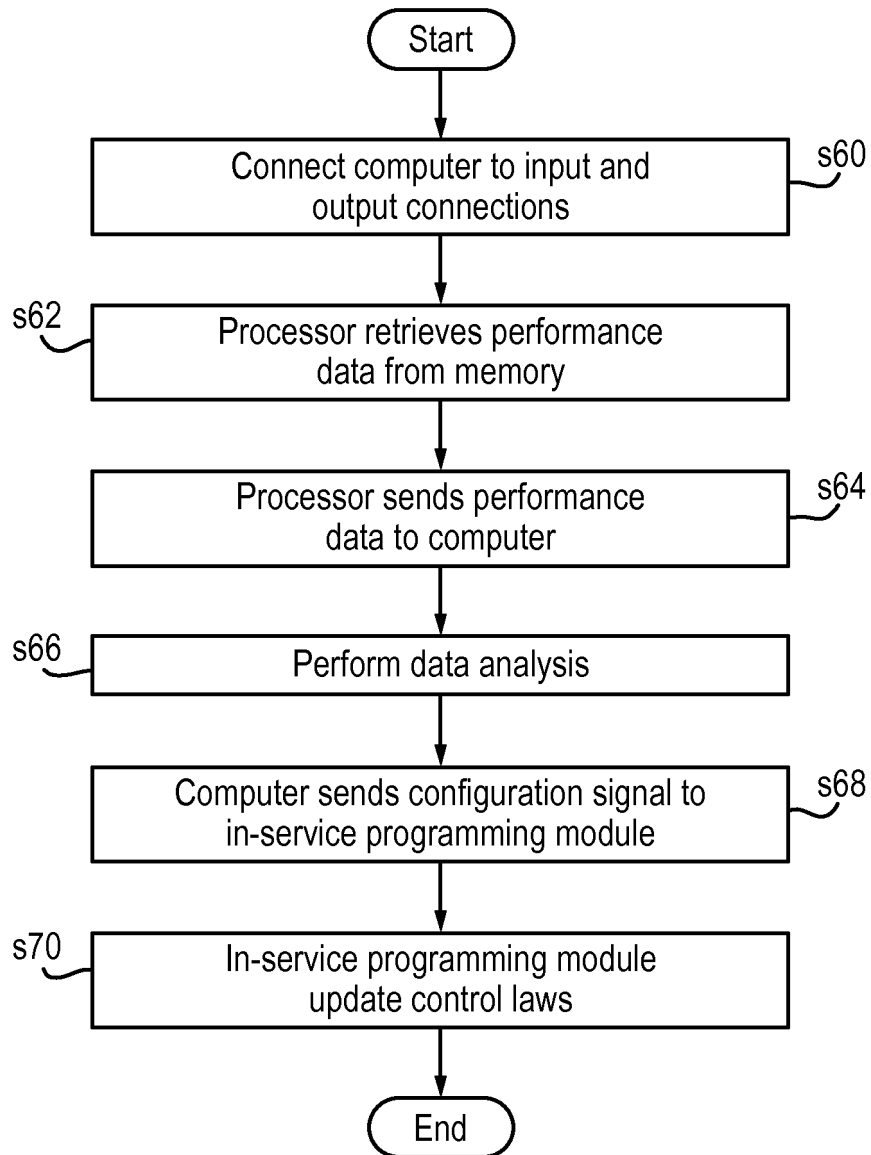 Start
Connect computer to input and
output connections
s60
s62
Processor retrieves performance
data from memory
Processor sends performance
data to computer
s64
s66
Perform data analysis
Computer sends configuration signal to
in-service programming module
s68
s70
In-service programming module
update control laws
End